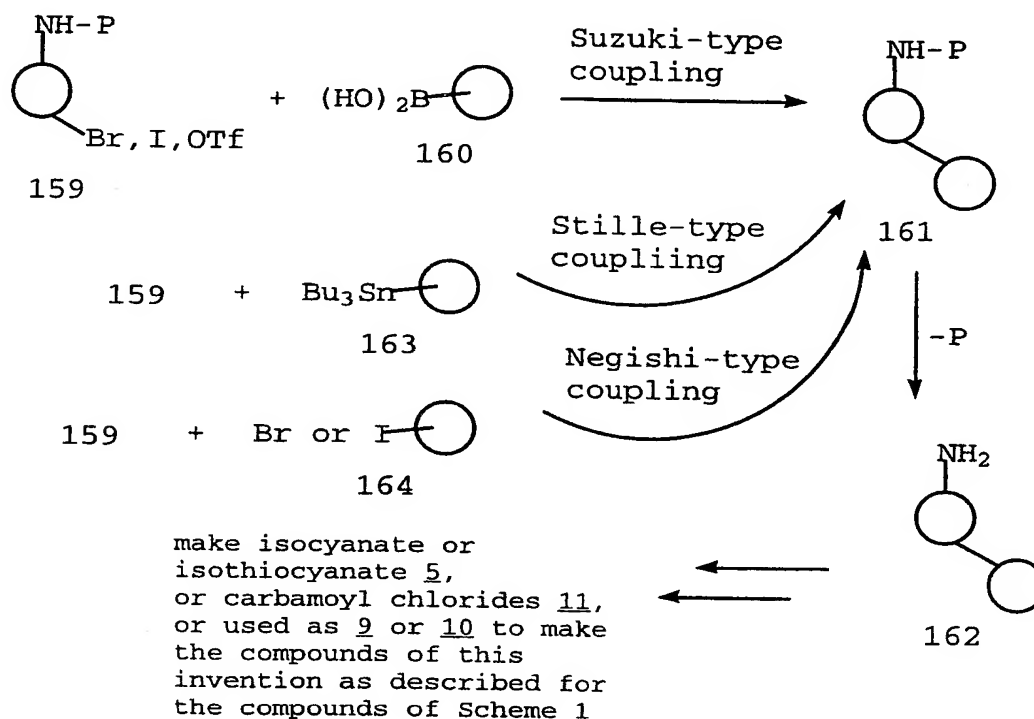 NH-P
Br, I, OTf
159
+ (HO)2B
160
Suzuki-type
coupling
NH-P
161
159 + Bu3Sn
163
Stille-type
coupliing
-P
159 + Br or I
164
Negishi-type
coupling
NH2
162
make isocyanate or
isothiocyanate 5,
or carbamoyl chlorides 11,
or used as 9 or 10 to make
the compounds of this
invention as described for
the compounds of Scheme 1